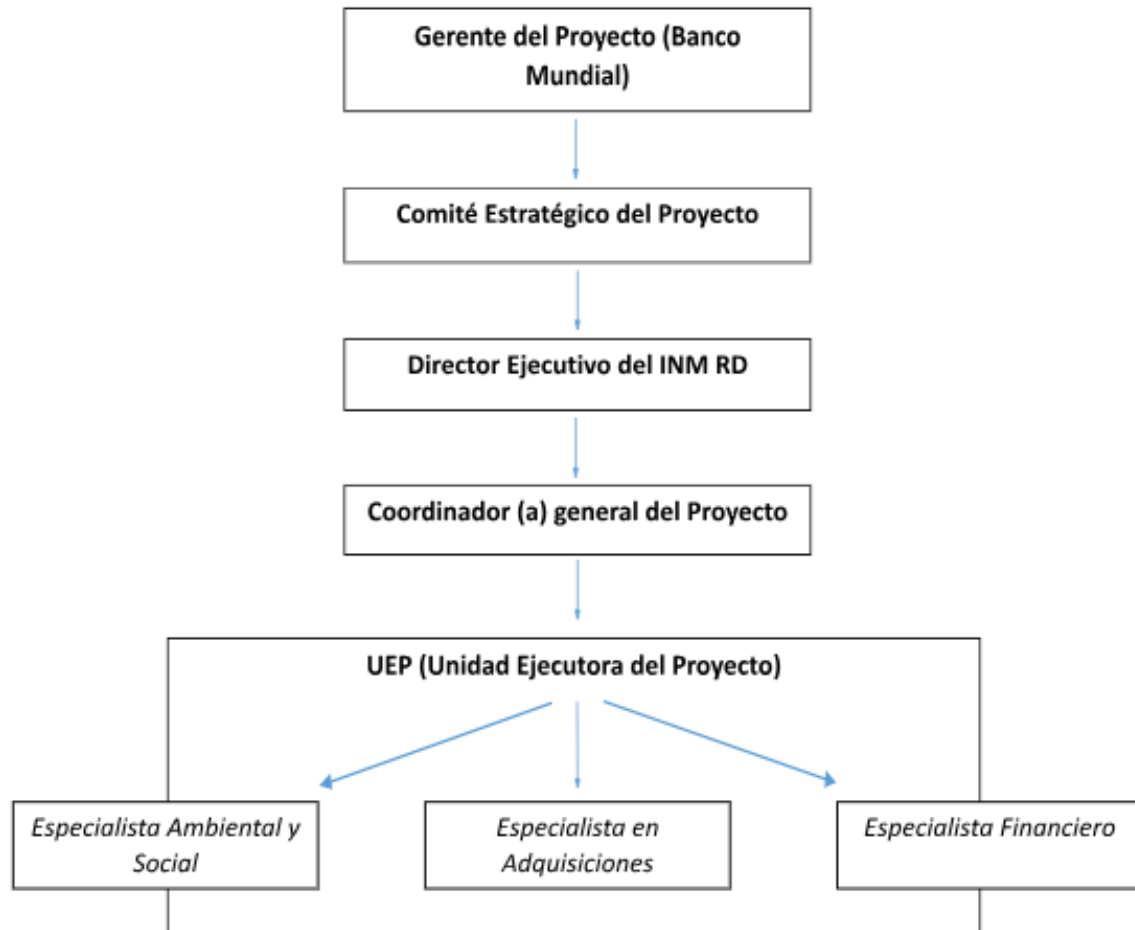 Gerente del Proyecto (Banco
Mundial)
Comité Estratégico del Proyecto
Director Ejecutivo del INM RD
Coordinador (a) general del Proyecto
UEP (Unidad Ejecutora del Proyecto)
Especialista Ambiental y
Social
Especialista en
Adquisiciones
Especialista Financiero